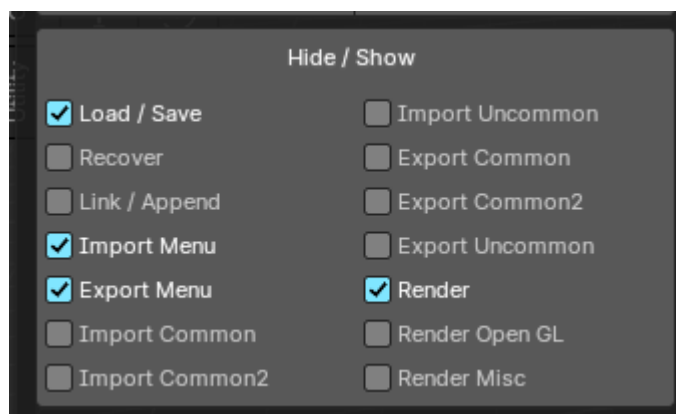 Hide / Show
Load / Save
Recover
Link / Append
Import Menu
Export Menu
Import Common
Import Common2
Import Uncommon
Export Common
Export Common2
Export Uncommon
Render
Render Open GL
Render Misc